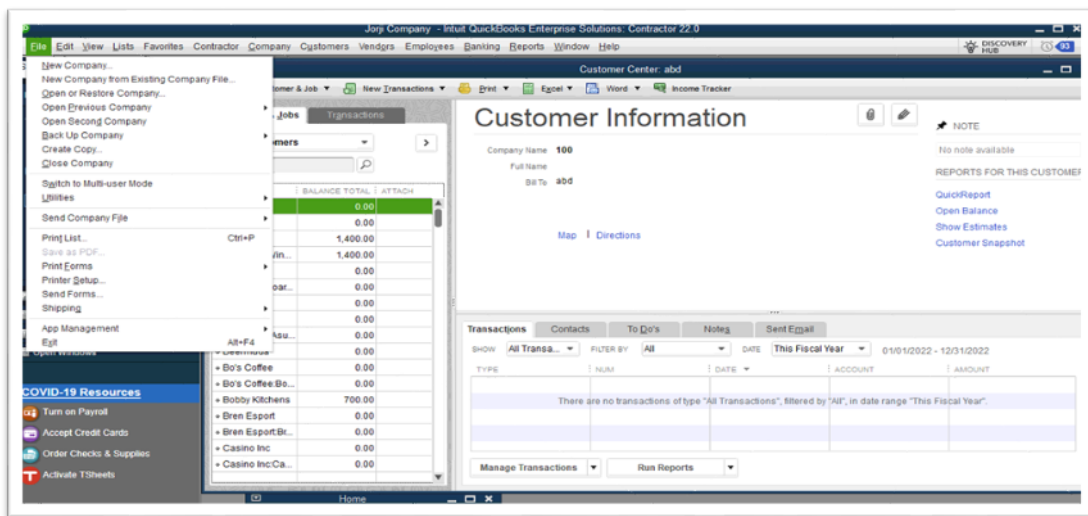 Jorji Company - Intuit QuickBooks Enterprise Solutions: Contractor 22.0
File Edit View Lists Favorites Contractor Company Customers Vendors Employees Banking Reports Window Help
DISCOVERY HUB
93
New Company...
New Company from Existing Company File...
Open or Restore Company...
Open Previous Company
Open Second Company
Back Up Company
Create Copy...
Close Company
Switch to Multi-user Mode
Utilities
Send Company File
Print List... Ctrl+P
Save as PDF...
Print Forms
Printer Setup...
Send Forms...
Shipping
App Management
Exit Alt+F4
Open Windows
COVID-19 Resources
Turn on Payroll
Accept Credit Cards
Order Checks & Supplies
Activate TSheets
Customer Center: abd
& Job New Transactions Print Excel Word Income Tracker
Jobs Transactions
BALANCE TOTAL ATTACH
0.00
0.00
1,400.00
1,400.00
0.00
0.00
0.00
0.00
0.00
0.00
Bo's Coffee 0.00
Bo's Coffee:Bo... 0.00
Bobby Kitchens 700.00
Bren Esport 0.00
Bren Esport:Br... 0.00
Casino Inc 0.00
Casino Inc:Ca... 0.00
Customer Information
Company Name 100
Full Name
Bill To abd
Map | Directions
NOTE
No note available
REPORTS FOR THIS CUSTOMER
QuickReport
Open Balance
Show Estimates
Customer Snapshot
Transactions Contacts To Do's Notes Sent Email
SHOW All Transa... FILTER BY All DATE This Fiscal Year 01/01/2022 - 12/31/2022
TYPE NUM DATE ACCOUNT AMOUNT
There are no transactions of type "All Transactions", filtered by "All", in date range "This Fiscal Year".
Manage Transactions Run Reports
Home